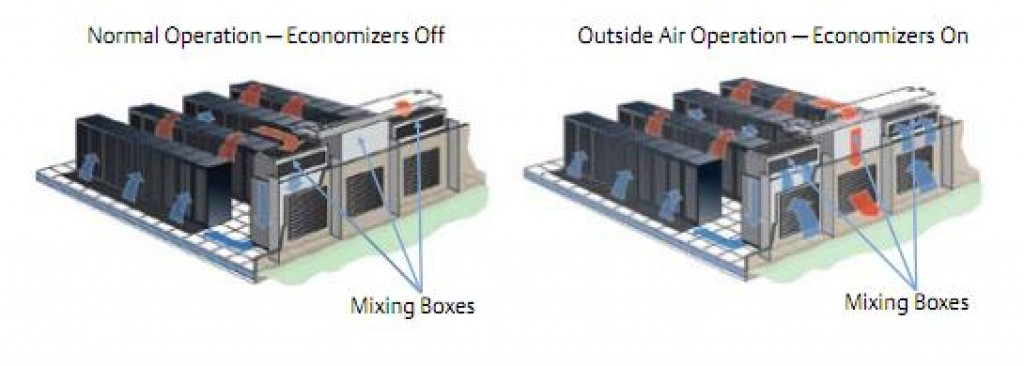 Normal Operation — Economizers Off
Outside Air Operation — Economizers On
Mixing Boxes
Mixing Boxes